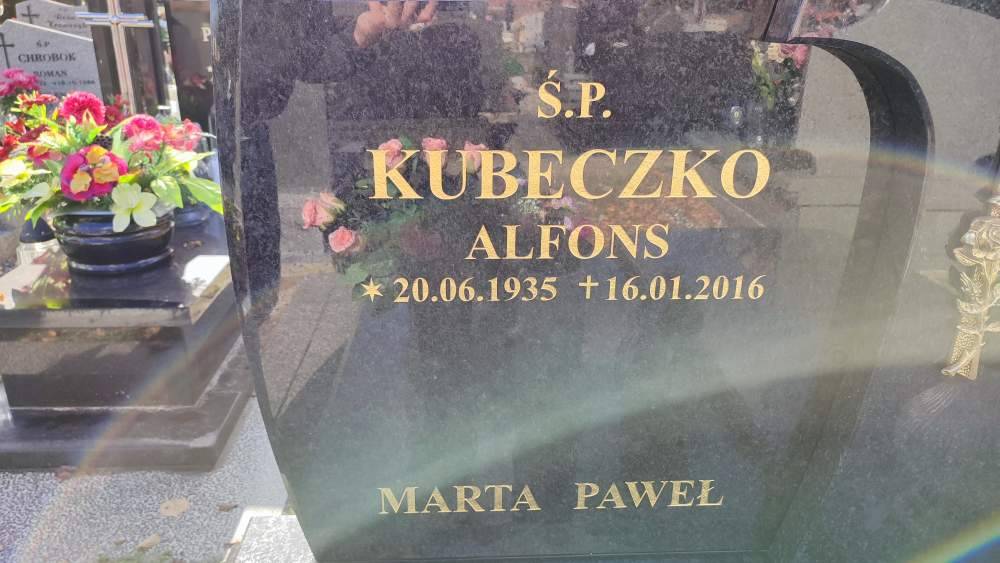 Ś.P.
CHROBOK
ROMAN
Ś.P.
KUBECZKO
ALFONS
✶ 20.06.1935 ✝ 16.01.2016
MARTA PAWEŁ